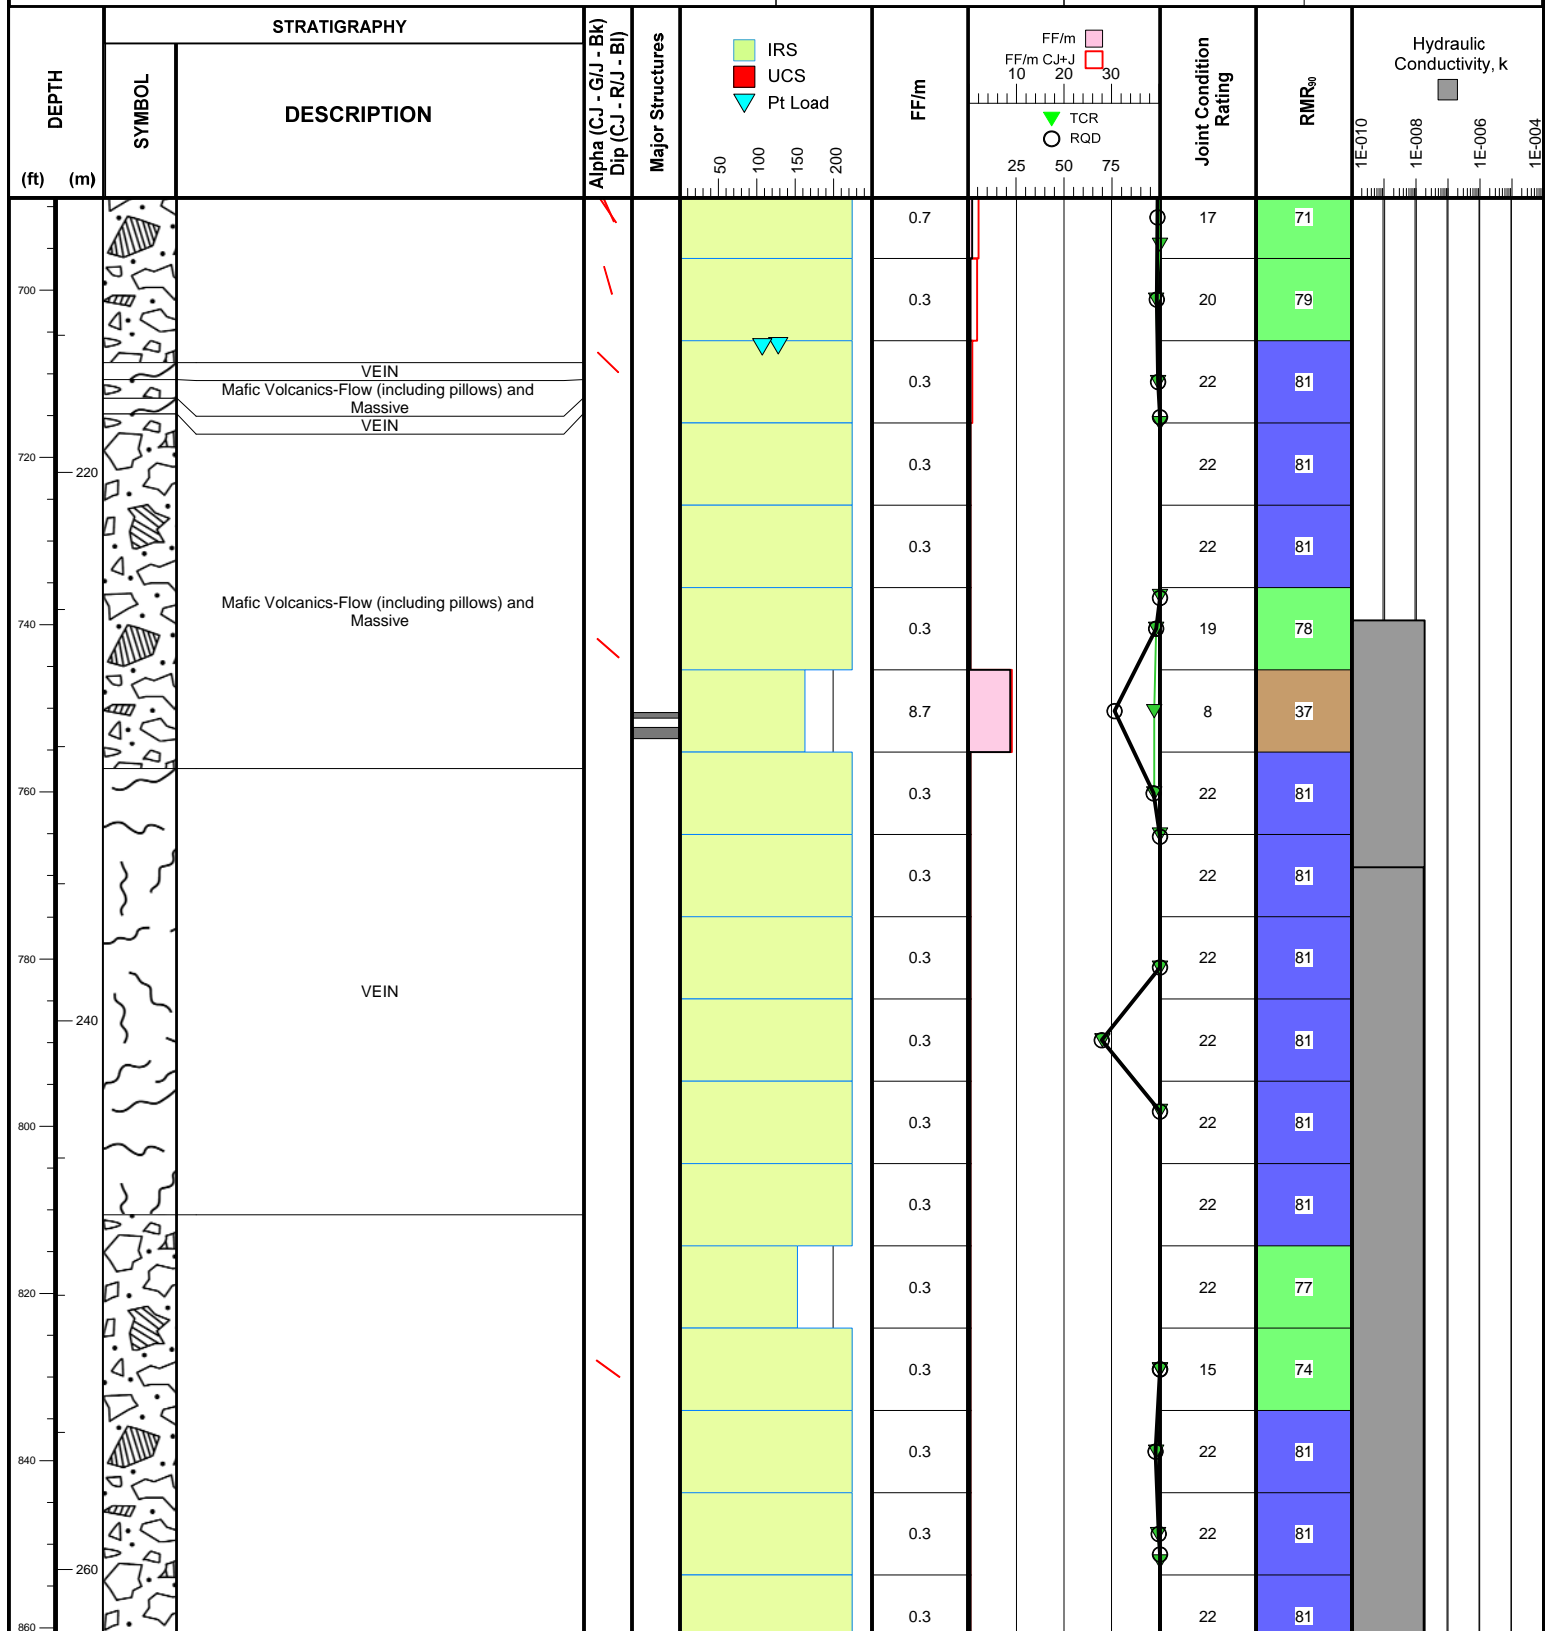 STRATIGRAPHY
DEPTH
(ft)
(m)
SYMBOL
DESCRIPTION
Alpha (CJ - G/J - Bk)
Dip (CJ - R/J - Bl)
Major Structures
IRS
UCS
Pt Load
50 100 150 200
FF/m
FF/m
FF/m CJ+J
10 20 30
TCR
RQD
25 50 75
Joint Condition
Rating
RMR90
Hydraulic
Conductivity, k
1E-010 1E-008 1E-006 1E-004
0.7 17 71
700 0.3 20 79
VEIN
Mafic Volcanics-Flow (including pillows) and
Massive
0.3 22 81
VEIN
720 220 0.3 22 81
0.3 22 81
Mafic Volcanics-Flow (including pillows) and
Massive
740 0.3 19 78
8.7 8 37
760 0.3 22 81
0.3 22 81
780 0.3 22 81
VEIN
240 0.3 22 81
800 0.3 22 81
0.3 22 81
820 0.3 22 77
0.3 15 74
840 0.3 22 81
0.3 22 81
260
860 0.3 22 81